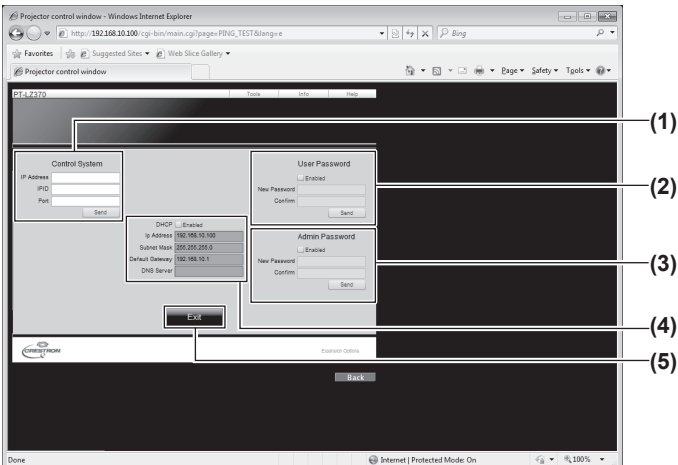 Projector control window - Windows Internet Explorer
http://192.168.10.100/cgi-bin/main.cgi?page=PING_TEST&lang=e
Bing
Favorites Suggested Sites Web Slice Gallery
Projector control window
Page Safety Tools
PT-LZ370
Tools Info Help
(1)
Control System
IP Address
IPID
Port
Send
User Password
Enabled
New Password
Confirm
Send
(2)
DHCP Enabled
Ip Address 192.168.10.100
Subnet Mask 255.255.255.0
Default Gateway 192.168.10.1
DNS Server
Admin Password
Enabled
New Password
Confirm
Send
(3)
Exit
(4)
CRESTRON
Expansion Options
(5)
Back
Done
Internet | Protected Mode: On
100%